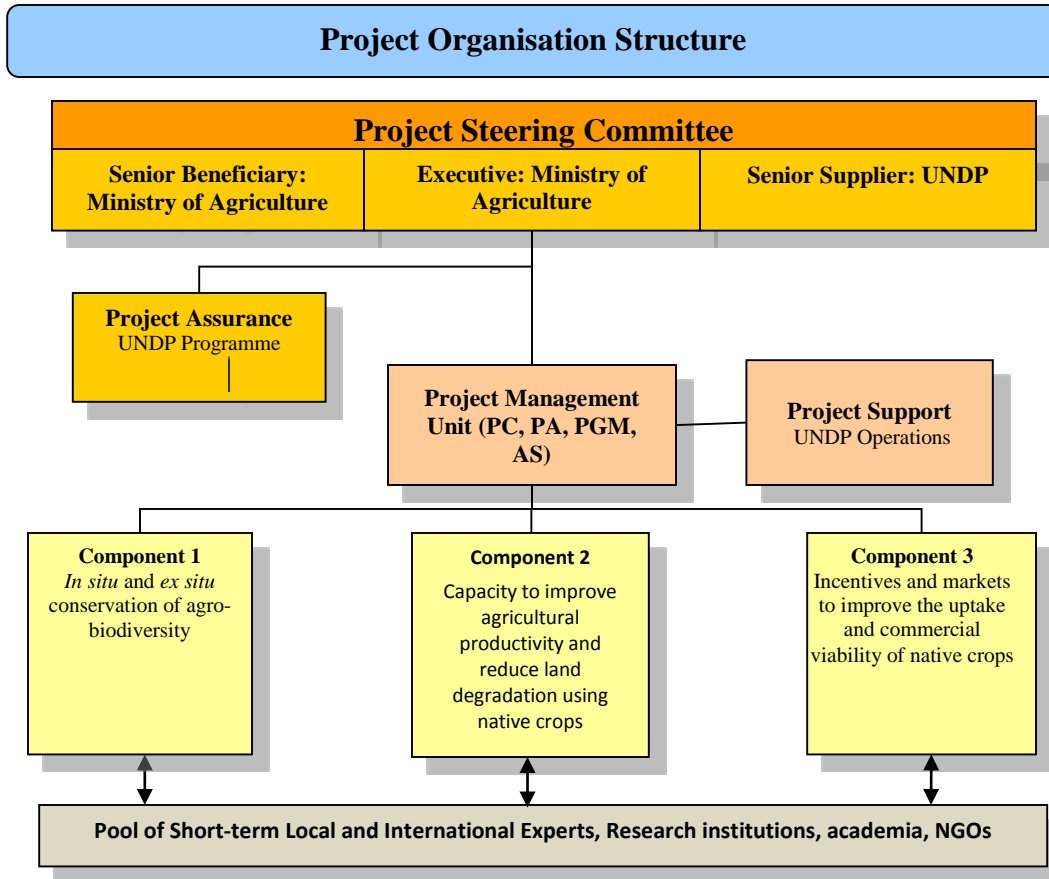 Project Organisation Structure
Project Steering Committee
Senior Beneficiary:
Ministry of Agriculture
Executive: Ministry of
Agriculture
Senior Supplier: UNDP
Project Assurance
UNDP Programme
Project Management
Unit (PC, PA, PGM,
AS)
Project Support
UNDP Operations
Component 1
In situ and ex situ
conservation of agro-
biodiversity
Component 2
Capacity to improve
agricultural
productivity and
reduce land
degradation using
native crops
Component 3
Incentives and markets
to improve the uptake
and commercial
viability of native crops
Pool of Short-term Local and International Experts, Research institutions, academia, NGOs